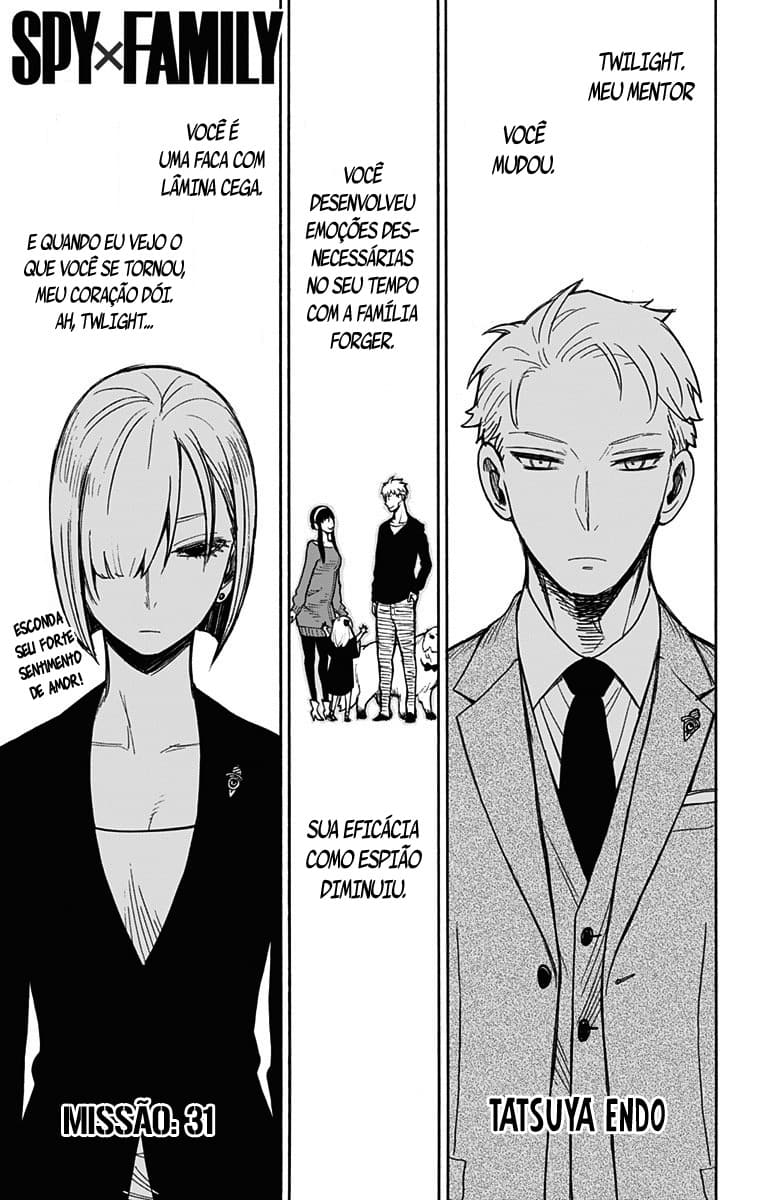 SPY×FAMILY
TWILIGHT.
MEU MENTOR
VOCÊ
MUDOU.
VOCÊ
DESENVOLVEU
EMOÇÕES DES-
NECESSÁRIAS
NO SEU TEMPO
COM A FAMÍLIA
FORGER.
SUA EFICÁCIA
COMO ESPIÃO
DIMINUIU.
VOCÊ É
UMA FACA COM
LÂMINA CEGA.
E QUANDO EU VEJO O
QUE VOCÊ SE TORNOU,
MEU CORAÇÃO DÓI.
AH, TWLIGHT...
ESCONDA
SEU FORTE
SENTIMENTO
DE AMOR!
MISSÃO: 31
TATSUYA ENDO